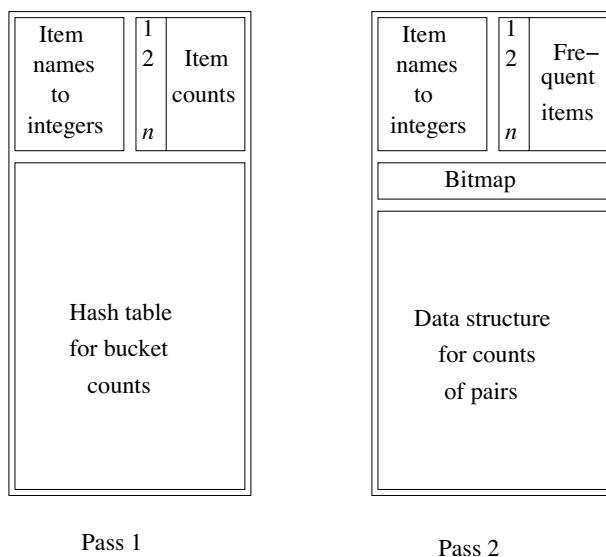 Item
names
to
integers
1
2
n
Item
counts
Hash table
for bucket
counts
Pass 1
Item
names
to
integers
1
2
n
Fre−
quent
items
Bitmap
Data structure
for counts
of pairs
Pass 2